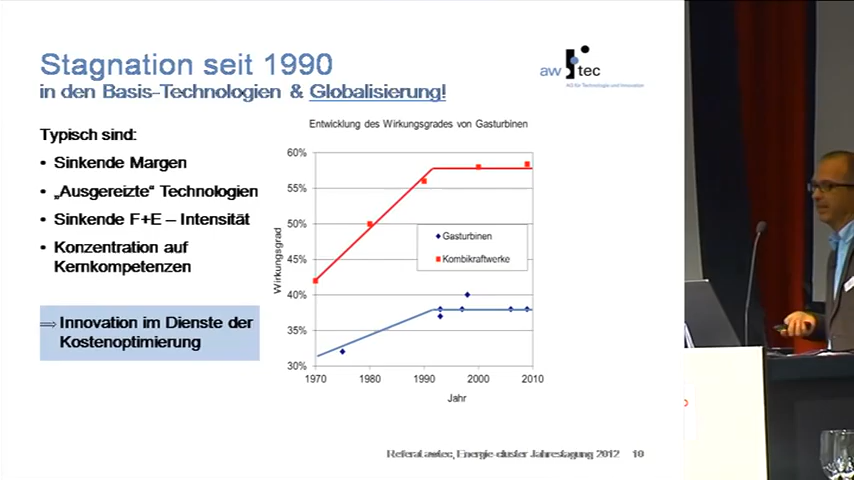 Stagnation seit 1990
in den Basis-Technologien & Globalisierung!
aw tec
AG für Technologie und Innovation
Typisch sind:
• Sinkende Margen
• „Ausgereizte“ Technologien
• Sinkende F+E – Intensität
• Konzentration auf
Kernkompetenzen
⇒ Innovation im Dienste der
Kostenoptimierung
Entwicklung des Wirkungsgrades von Gasturbinen
60%
55%
50%
45%
40%
35%
30%
Wirkungsgrad
Gasturbinen
Kombikraftwerke
1970 1980 1990 2000 2010
Jahr
Referat awtec, Energie-cluster Jahrestagung 2012 10